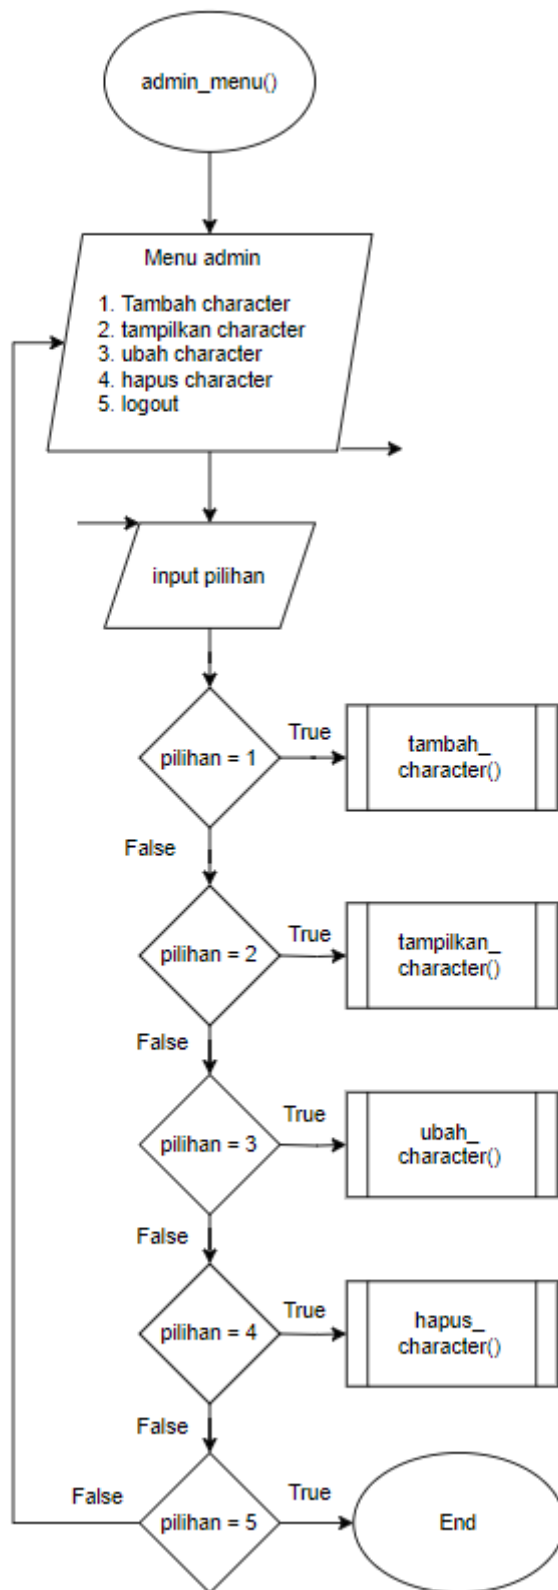 admin_menu()
Menu admin
1. Tambah character
2. tampilkan character
3. ubah character
4. hapus character
5. logout
input pilihan
pilihan = 1
True
tambah_
character()
False
pilihan = 2
True
tampilkan_
character()
False
pilihan = 3
True
ubah_
character()
False
pilihan = 4
True
hapus_
character()
False
pilihan = 5
False
True
End